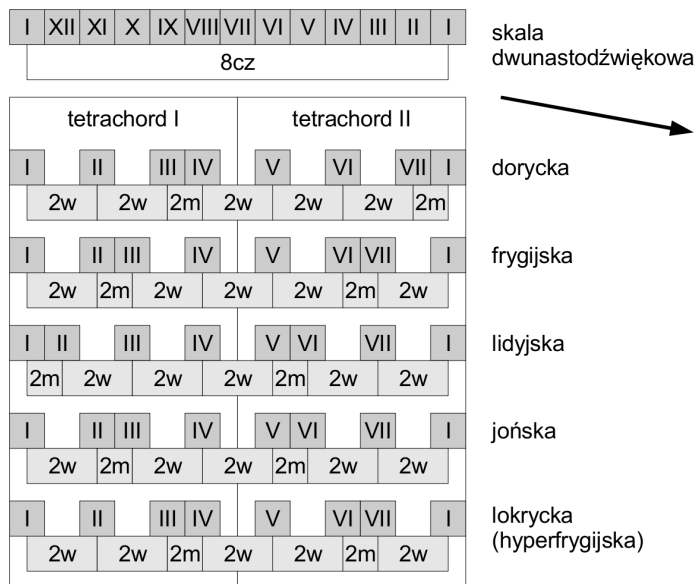 I XII XI X IX VIII VII VI V IV III II I
skala
dwunastodźwiękowa
8cz
tetrachord I tetrachord II
I II III IV V VI VII I dorycka
2w 2w 2m 2w 2w 2w 2m
I II III IV V VI VII I frygijska
2w 2m 2w 2w 2w 2m 2w
I II III IV V VI VII I lidyjska
2m 2w 2w 2w 2m 2w 2w
I II III IV V VI VII I jońska
2w 2m 2w 2w 2m 2w 2w
I II III IV V VI VII I lokrycka
(hyperfrygijska)
2w 2w 2m 2w 2w 2m 2w